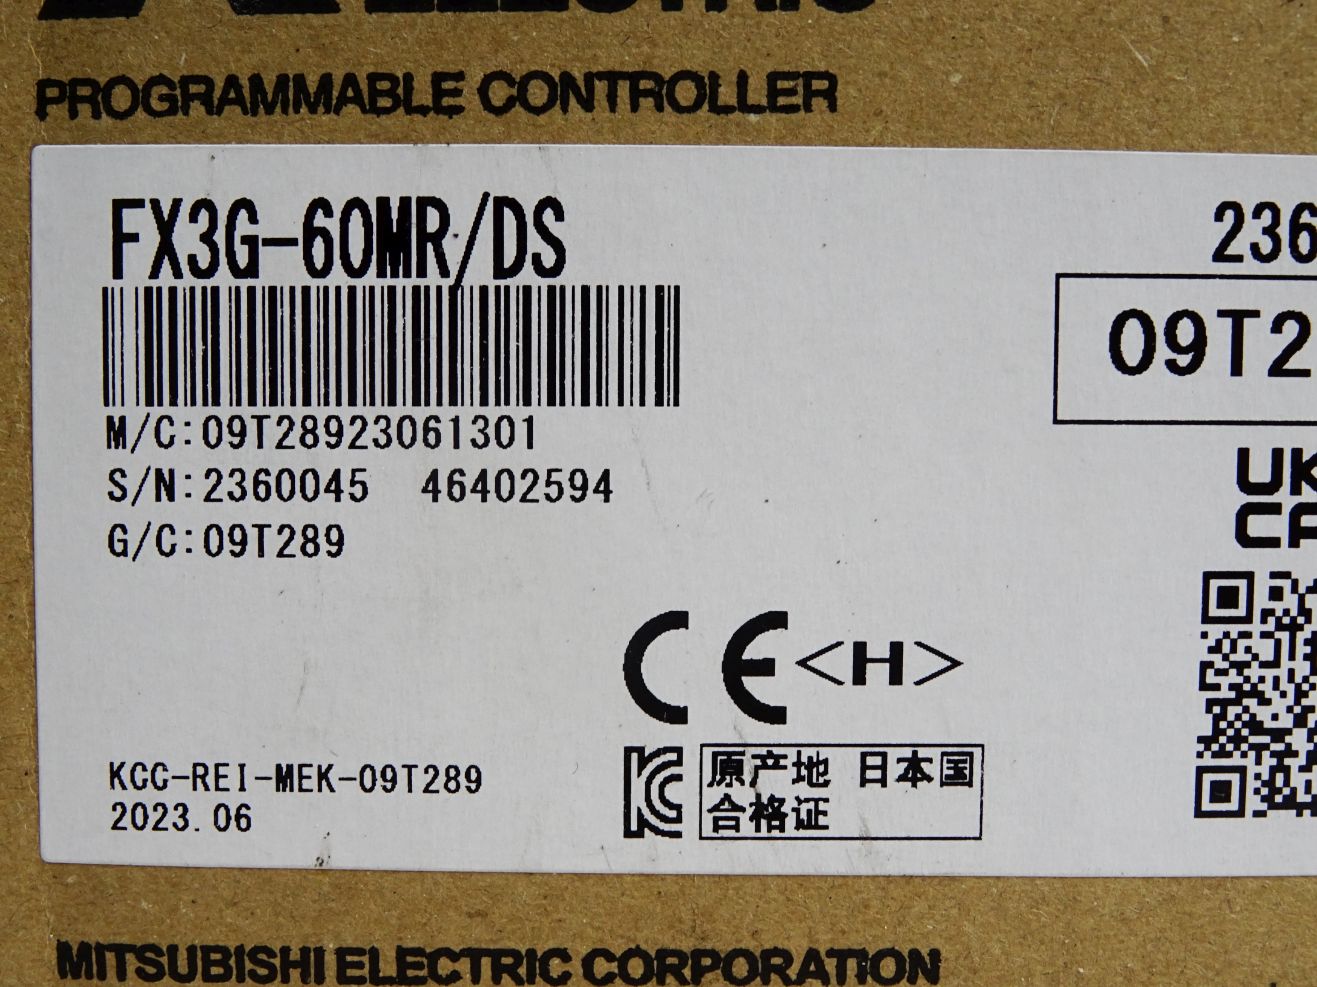 ELECTRIC
PROGRAMMABLE CONTROLLER
FX3G-60MR/DS
236
09T2
M/C:09T28923061301
S/N:2360045 46402594
G/C:09T289
UK
CA
CE <H>
KCC-REI-MEK-09T289
2023.06
原产地 日本国
合格证
MITSUBISHI ELECTRIC CORPORATION